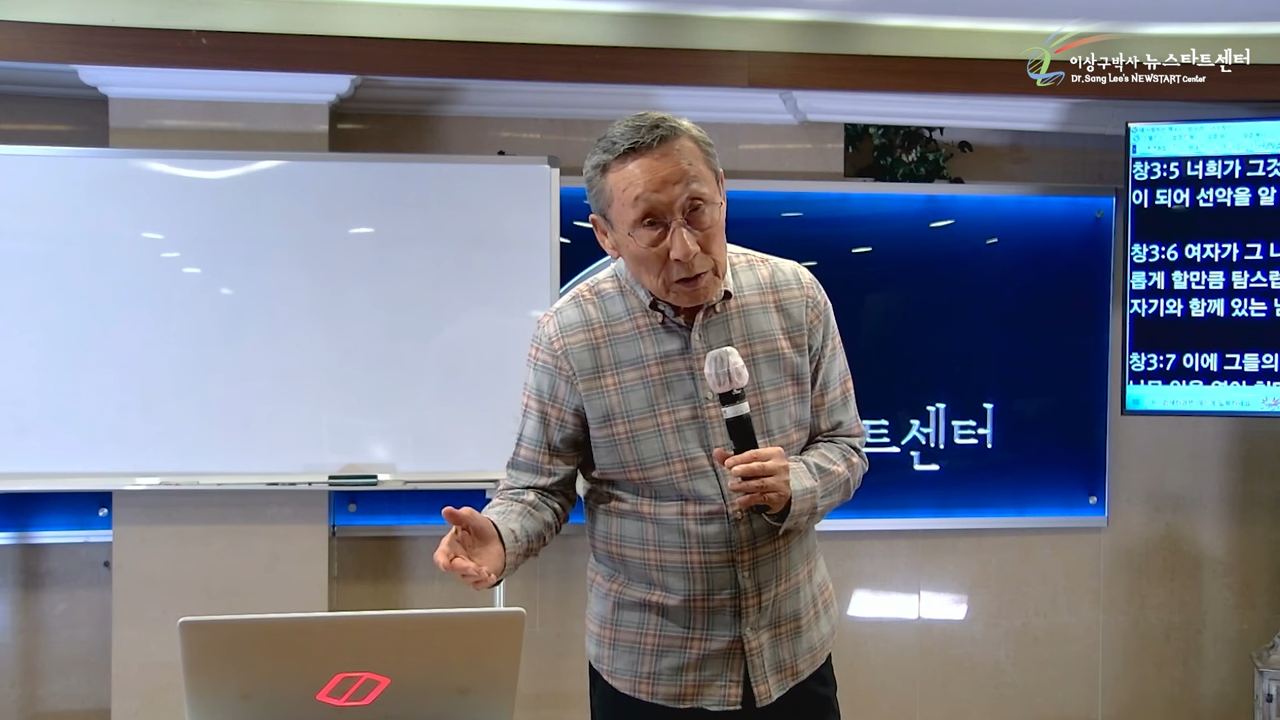 이상구박사 뉴스타트센터
Dr. Sang Lee's NEWSTART Center
창3:5 너희가 그것
이 되어 선악을 알
창3:6 여자가 그 나
롭게 할만큼 탐스럽
자기와 함께 있는 남
창3:7 이에 그들의
트센터